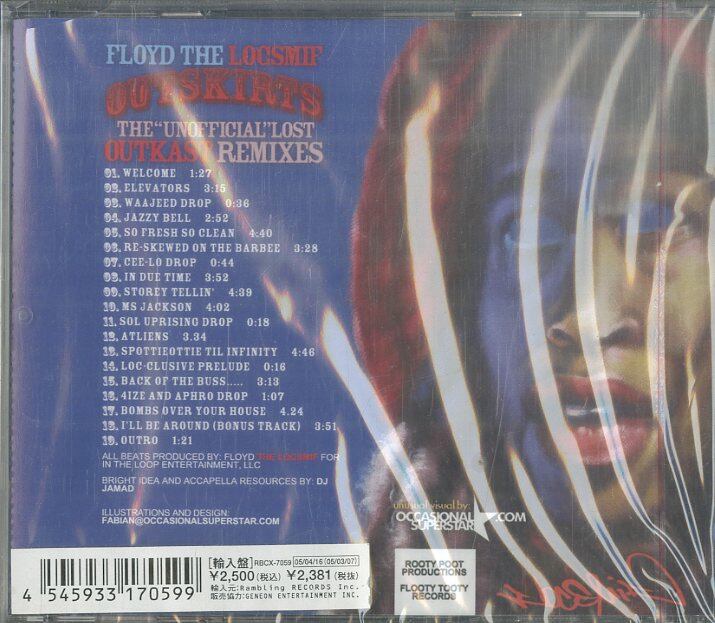 FLOYD THE LOCSMIF
OUTSKIRTS
THE "UNOFFICIAL" LOST
OUTKAST REMIXES
01. WELCOME 1:27
02. ELEVATORS 3:15
03. WAAJEED DROP 0:36
04. JAZZY BELL 2:52
05. SO FRESH SO CLEAN 4:40
06. RE-SKEWED ON THE BARBEE 3:28
07. CEE-LO DROP 0:44
08. IN DUE TIME 3:52
09. STOREY TELLIN' 4:39
10. MS JACKSON 4:02
11. SOL UPRISING DROP 0:18
12. ATLIENS 3.34
13. SPOTTIEOTTIE TIL INFINITY 4:46
14. LOC-CLUSIVE PRELUDE 0:16
15. BACK OF THE BUSS..... 3:13
16. 4IZE AND APHRO DROP 1:07
17. BOMBS OVER YOUR HOUSE 4.24
18. I'LL BE AROUND (BONUS TRACK) 3:51
19. OUTRO 1:21
ALL BEATS PRODUCED BY: FLOYD THE LOCSMIF FOR
IN THE LOOP ENTERTAINMENT, LLC
BRIGHT IDEA AND ACCAPELLA RESOURCES BY: DJ
JAMAD
ILLUSTRATIONS AND DESIGN:
FABIAN@OCCASIONALSUPERSTAR.COM
unusual visual by:
OCCASIONAL
SUPERSTAR .COM
ROOTY POOT
PRODUCTIONS
FLOOTY TOOTY
RECORDS
【輸入盤】 RBCX-7059 05/04/16 (05/03/07)
¥2,500(税込) ¥2,381(税抜)
輸入元:Rambling RECORDS Inc.
販売協力:GENEON ENTERTAINMENT INC.
4 545933 170599